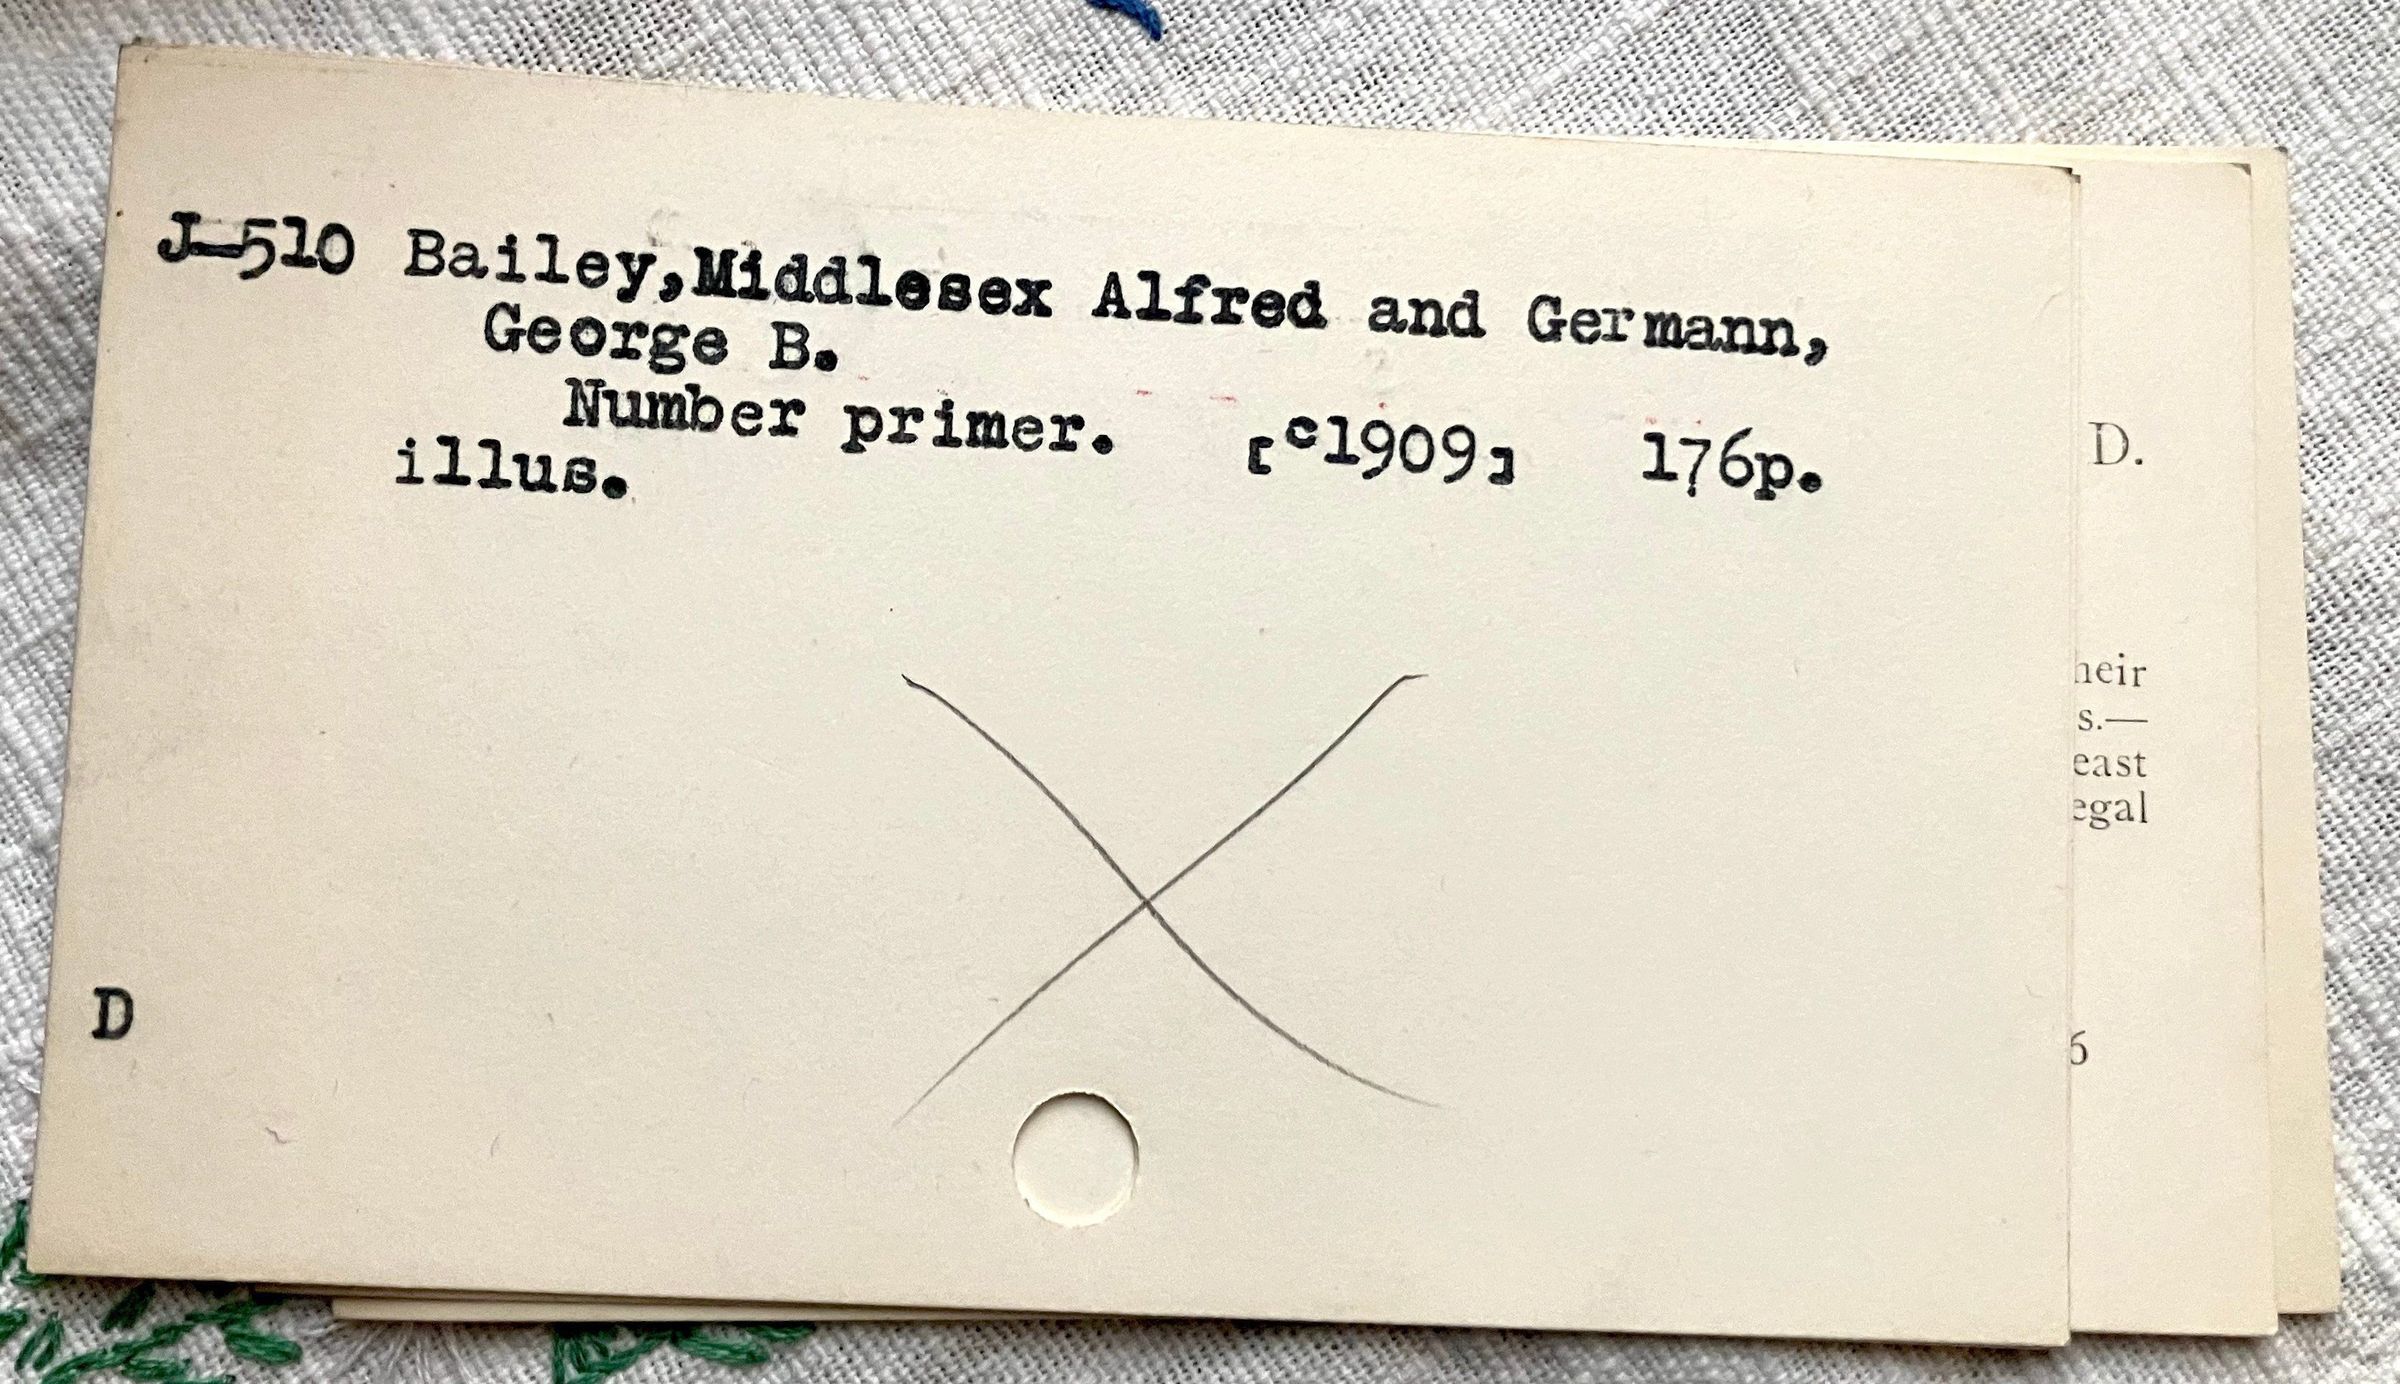 J-510 Bailey,Middlesex Alfred and Germann,
George B.
Number primer. [c1909] 176p.
illus.
D
D.
heir
s.—
east
egal
6